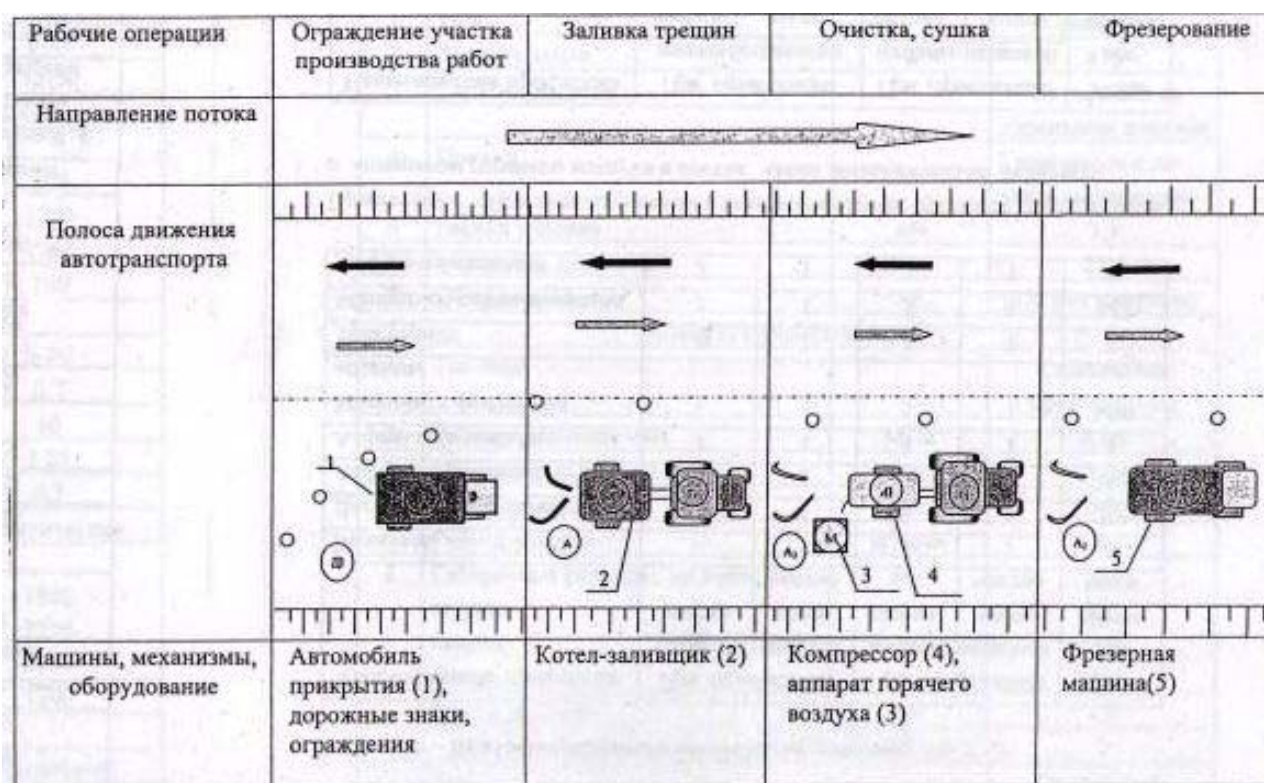 Рабочие операции
Ограждение участка
производства работ
Заливка трещин
Очистка, сушка
Фрезерование
Направление потока
Полоса движения
автотранспорта
1
2
3
4
5
А
М
Машины, механизмы,
оборудование
Автомобиль
прикрытия (1),
дорожные знаки,
ограждения
Котел-заливщик (2)
Компрессор (4),
аппарат горячего
воздуха (3)
Фрезерная
машина(5)